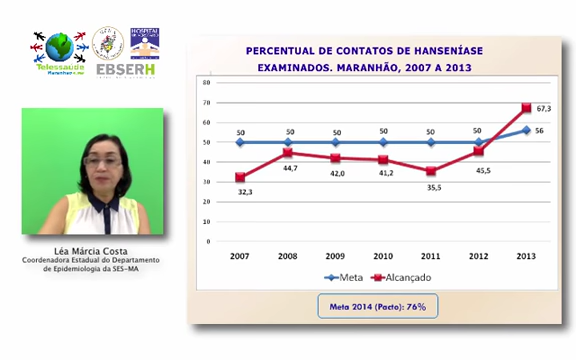 Telessaúde
Maranhão
HOSPITAL
EBSERH
Léa Márcia Costa
Coordenadora Estadual do Departamento
de Epidemiologia da SES-MA
PERCENTUAL DE CONTATOS DE HANSENÍASE
EXAMINADOS. MARANHÃO, 2007 A 2013
80
70
60
50
40
30
20
10
0
50 50 50 50 50 50 56
32,3 44,7 42,0 41,2 35,5 45,5 67,3
2007 2008 2009 2010 2011 2012 2013
Meta Alcançado
Meta 2014 (Pacto): 76%